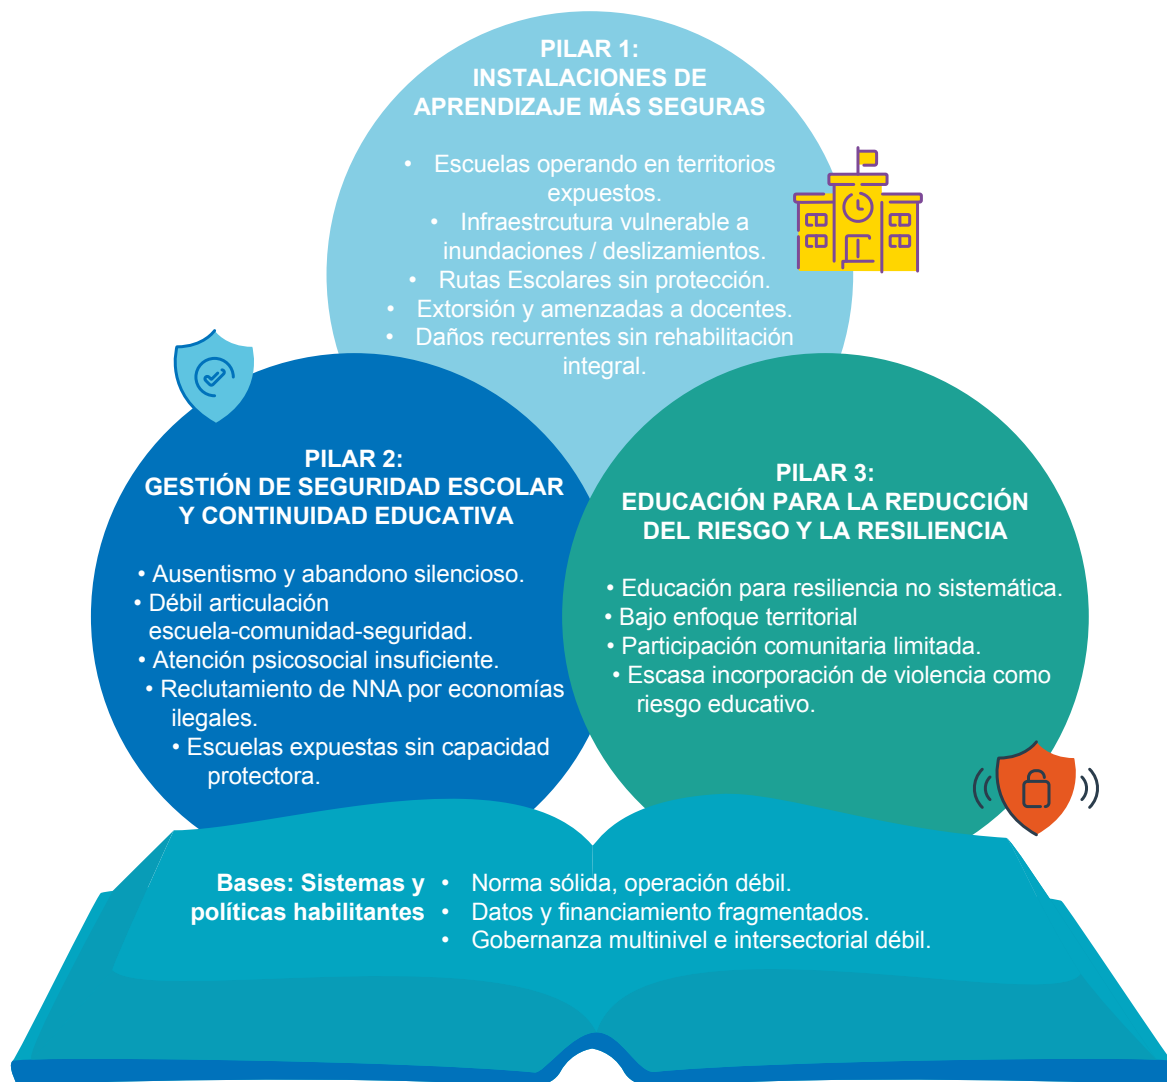 PILAR 1:
INSTALACIONES DE
APRENDIZAJE MÁS SEGURAS
• Escuelas operando en territorios
expuestos.
• Infraestrcutura vulnerable a
inundaciones / deslizamientos.
• Rutas Escolares sin protección.
• Extorsión y amenzadas a docentes.
• Daños recurrentes sin rehabilitación
integral.
PILAR 2:
GESTIÓN DE SEGURIDAD ESCOLAR
Y CONTINUIDAD EDUCATIVA
• Ausentismo y abandono silencioso.
• Débil articulación
escuela-comunidad-seguridad.
• Atención psicosocial insuficiente.
• Reclutamiento de NNA por economías
ilegales.
• Escuelas expuestas sin capacidad
protectora.
PILAR 3:
EDUCACIÓN PARA LA REDUCCIÓN
DEL RIESGO Y LA RESILIENCIA
• Educación para resiliencia no sistemática.
• Bajo enfoque territorial
• Participación comunitaria limitada.
• Escasa incorporación de violencia como
riesgo educativo.
Bases: Sistemas y
políticas habilitantes
• Norma sólida, operación débil.
• Datos y financiamiento fragmentados.
• Gobernanza multinivel e intersectorial débil.